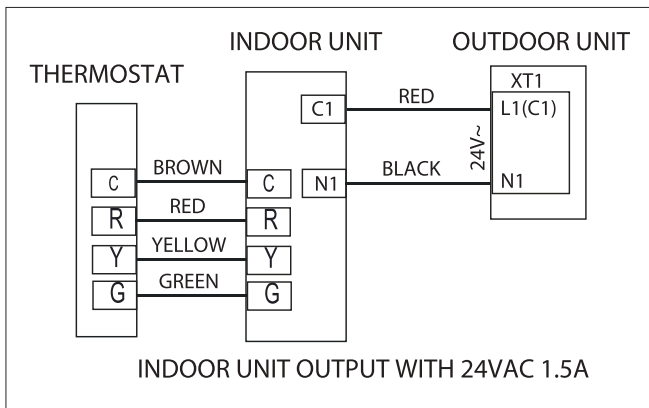 INDOOR UNIT
OUTDOOR UNIT
THERMOSTAT
XT1
C1
RED
L1(C1)
24V~
BROWN
BLACK
C
C
N1
N1
RED
R
R
YELLOW
Y
Y
GREEN
G
G
INDOOR UNIT OUTPUT WITH 24VAC 1.5A